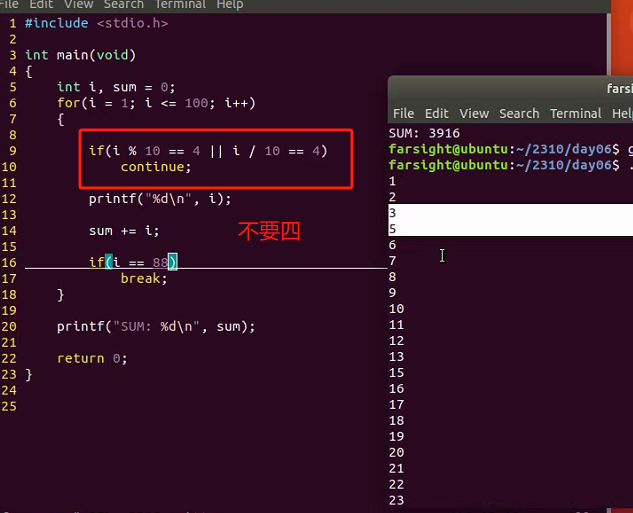 File Edit View Search Terminal Help
1 #include <stdio.h>
2
3 int main(void)
4 {
5 int i, sum = 0;
6 for(i = 1; i <= 100; i++)
7 {
8
9 if(i % 10 == 4 || i / 10 == 4)
10 continue;
11
12 printf("%d\n", i);
13
14 sum += i;
15
16 if(i == 88)
17 break;
18 }
19
20 printf("SUM: %d\n", sum);
21
22 return 0;
23 }
24
25
不要四
farsig
File Edit View Search Terminal Hel
SUM: 3916
farsight@ubuntu:~/2310/day06$ g
farsight@ubuntu:~/2310/day06$ .
1
2
3
5
6
7
8
9
10
11
12
13
15
16
17
18
19
20
21
22
23